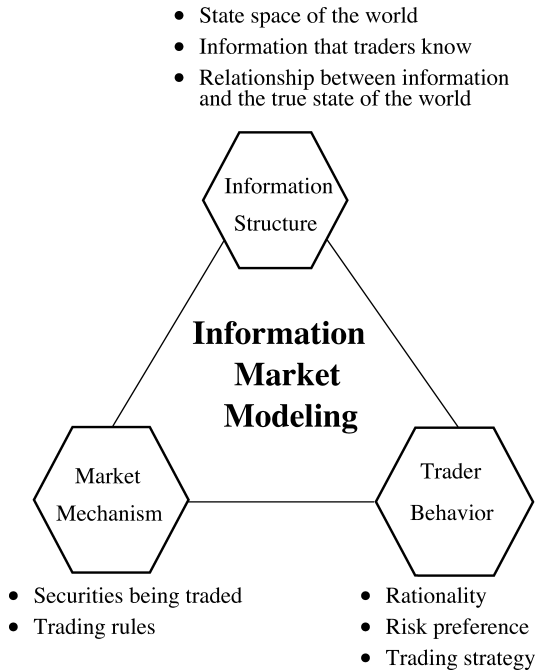 • State space of the world
• Information that traders know
• Relationship between information
and the true state of the world
Information
Structure
Information
Market
Modeling
Market
Mechanism
Trader
Behavior
• Securities being traded
• Trading rules
• Rationality
• Risk preference
• Trading strategy